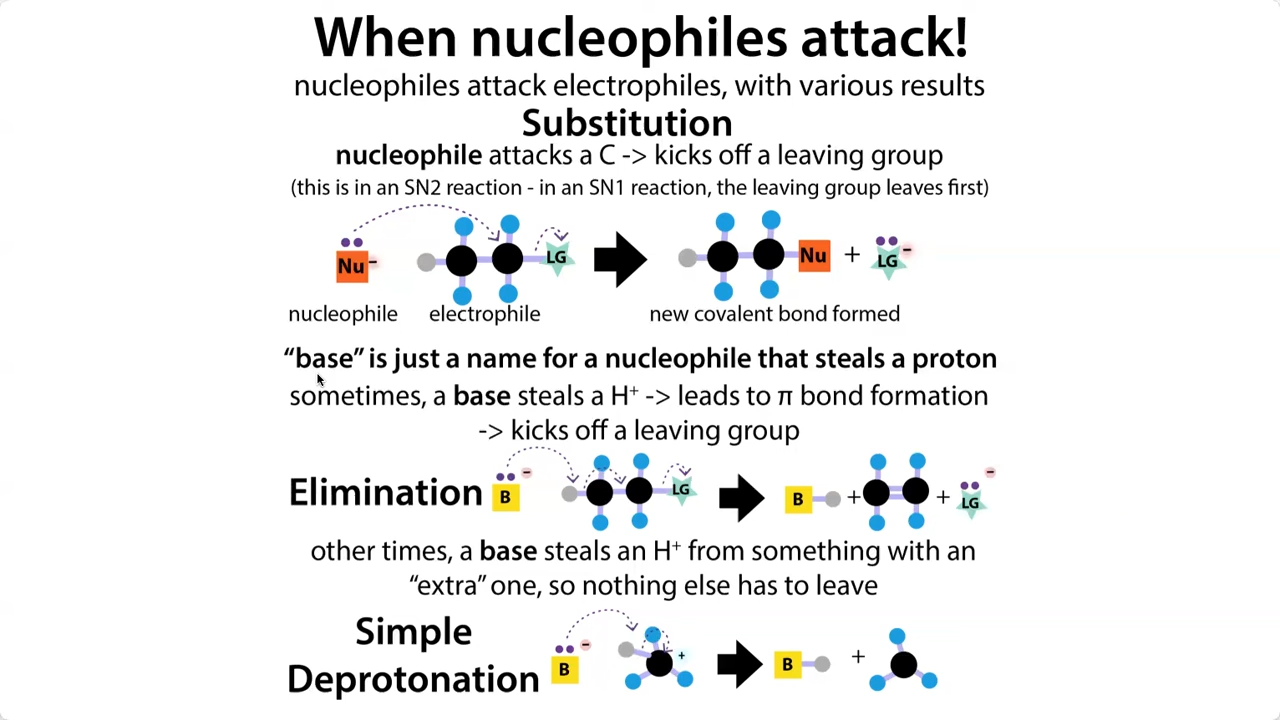 When nucleophiles attack!
nucleophiles attack electrophiles, with various results
Substitution
nucleophile attacks a C -> kicks off a leaving group
(this is in an SN2 reaction - in an SN1 reaction, the leaving group leaves first)
Nu − LG Nu + LG −
nucleophile electrophile new covalent bond formed
“base” is just a name for a nucleophile that steals a proton
sometimes, a base steals a H⁺ -> leads to π bond formation
-> kicks off a leaving group
Elimination B − LG B + + LG −
other times, a base steals an H⁺ from something with an
“extra” one, so nothing else has to leave
Simple
Deprotonation B − + B +